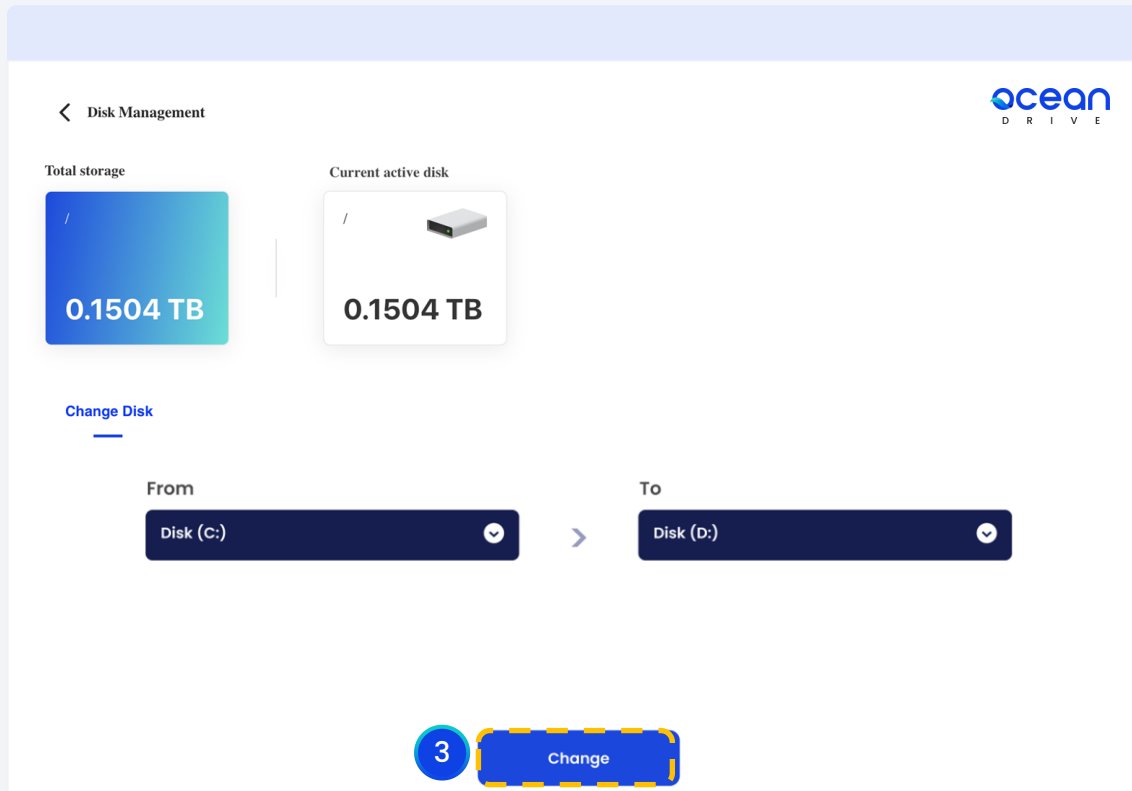 Disk Management
ocean
DRIVE
Total storage
Current active disk
/
/
0.1504 TB
0.1504 TB
Change Disk
From
To
Disk (C:)
Disk (D:)
3
Change